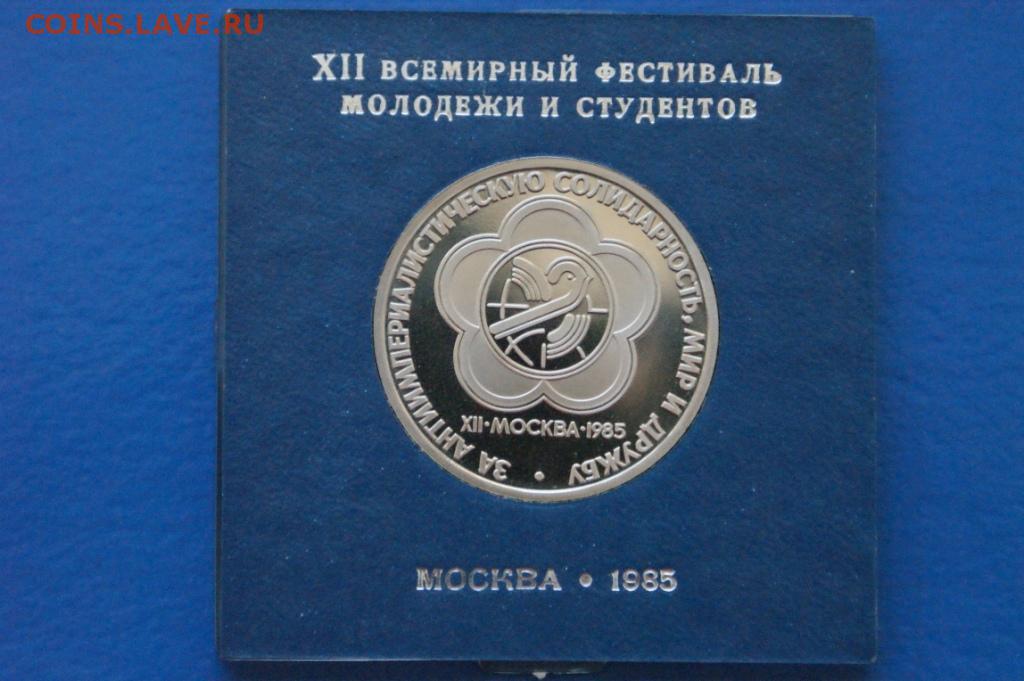 COINS.LAVE.RU
XII ВСЕМИРНЫЙ ФЕСТИВАЛЬ
МОЛОДЕЖИ И СТУДЕНТОВ
ЗА АНТИИМПЕРИАЛИСТИЧЕСКУЮ СОЛИДАРНОСТЬ, МИР И ДРУЖБУ •
XII•МОСКВА•1985
МОСКВА • 1985